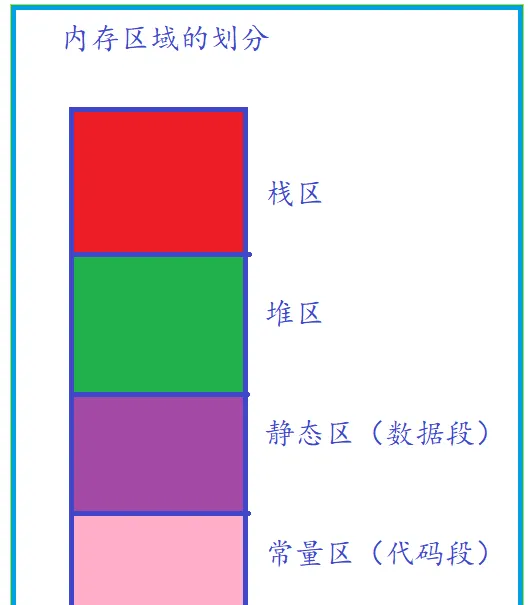 内存区域的划分
栈区
堆区
静态区（数据段）
常量区（代码段）